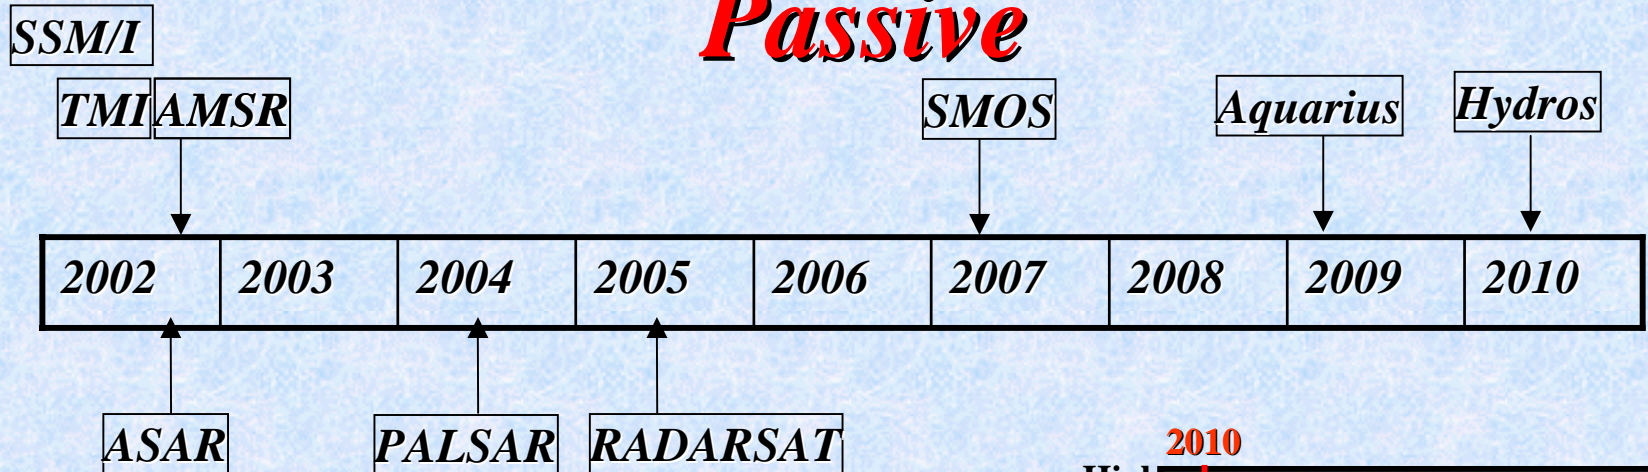 Passive
SSM/I
TMI AMSR SMOS Aquarius Hydros
2002 2003 2004 2005 2006 2007 2008 2009 2010
ASAR PALSAR RADARSAT
2010